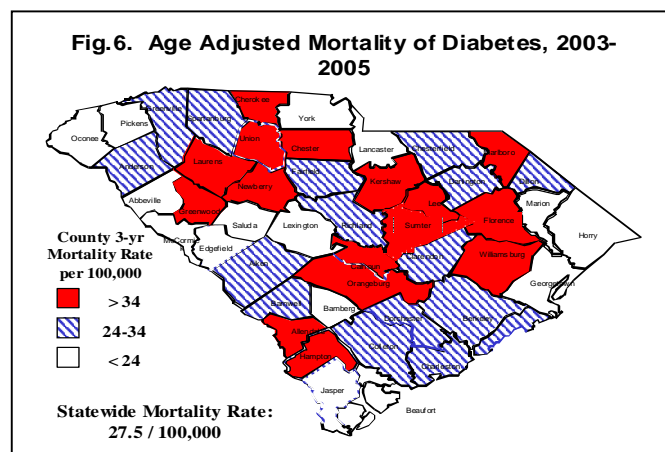 Fig.6. Age Adjusted Mortality of Diabetes, 2003-
2005
Cherokee
Greenville
Spartanburg
York
Pickens
Oconee
Union
Chester
Lancaster
Chesterfield
Marlboro
Anderson
Laurens
Fairfield
Kershaw
Darlington
Dillon
Abbeville
Newberry
Lee
Marion
Greenwood
Saluda
Lexington
Richland
Sumter
Florence
Horry
McCormick
Edgefield
Aiken
Calhoun
Clarendon
Williamsburg
Orangeburg
Georgetown
Barnwell
Bamberg
Dorchester
Berkeley
Allendale
Colleton
Hampton
Charleston
Jasper
Beaufort
County 3-yr
Mortality Rate
per 100,000
> 34
24-34
< 24
Statewide Mortality Rate:
27.5 / 100,000